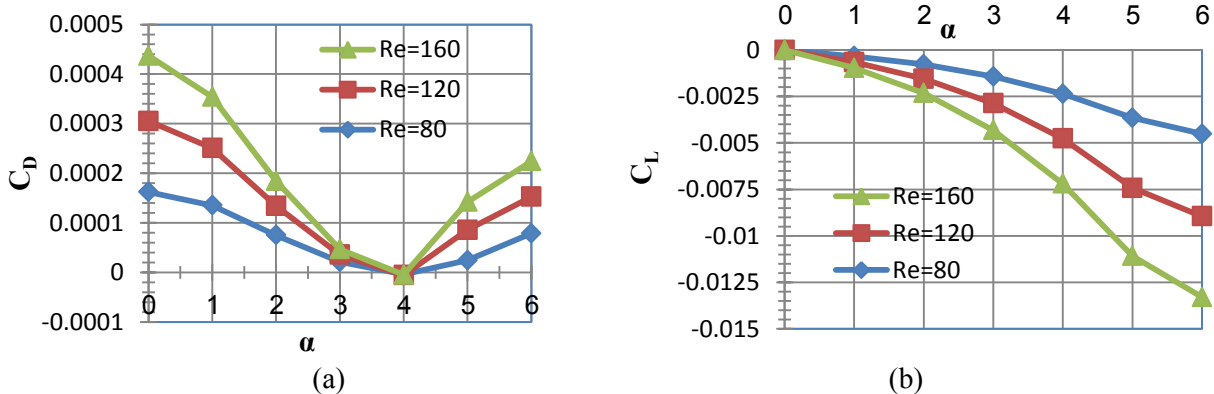 0.0005
0.0004
0.0003
0.0002
0.0001
0
-0.0001
C_D
0 1 2 3 4 5 6
α
Re=160
Re=120
Re=80
(a)
0 1 2 3 4 5 6
α
0
-0.0025
-0.005
-0.0075
-0.01
-0.0125
-0.015
C_L
Re=160
Re=120
Re=80
(b)